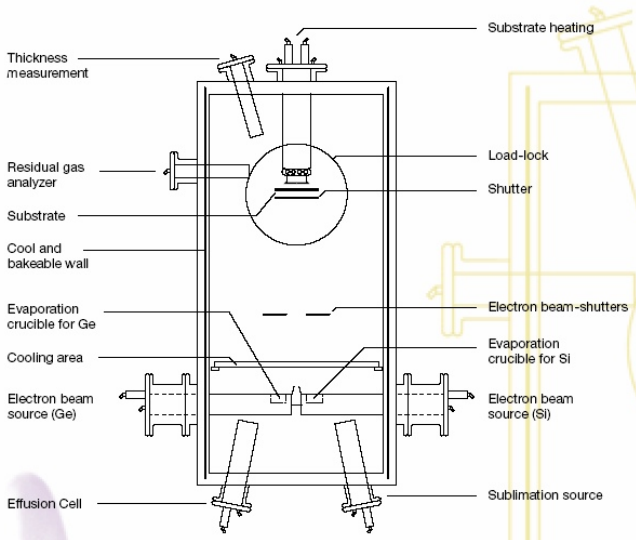 Substrate heating
Thickness
measurement
Load-lock
Residual gas
analyzer
Shutter
Substrate
Cool and
bakeable wall
Evaporation
crucible for Ge
Electron beam-shutters
Cooling area
Evaporation
crucible for Si
Electron beam
source (Ge)
Electron beam
source (Si)
Effusion Cell
Sublimation source